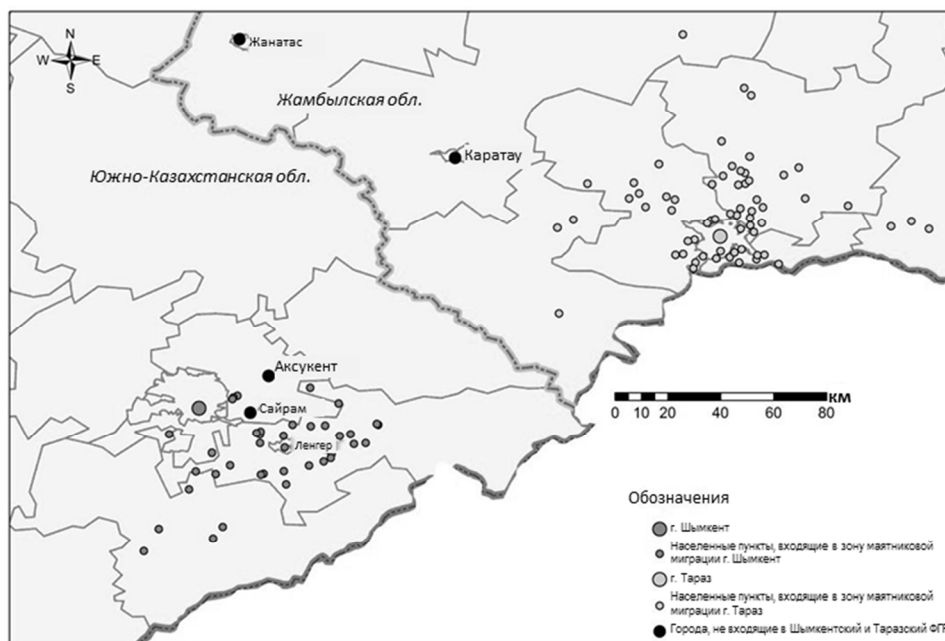 N
W E
S
Жанатас
Жамбылская обл.
Каратау
Южно-Казахстанская обл.
Аксукент
Сайрам
Ленгер
0 5 10 20 40 60 80 км
Обозначения
г. Шымкент
Населенные пункты, входящие в зону маятниковой
миграции г. Шымкент
г. Тараз
Населенные пункты, входящие в зону маятниковой
миграции г. Тараз
Города, не входящие в Шымкентский и Таразский ФГР